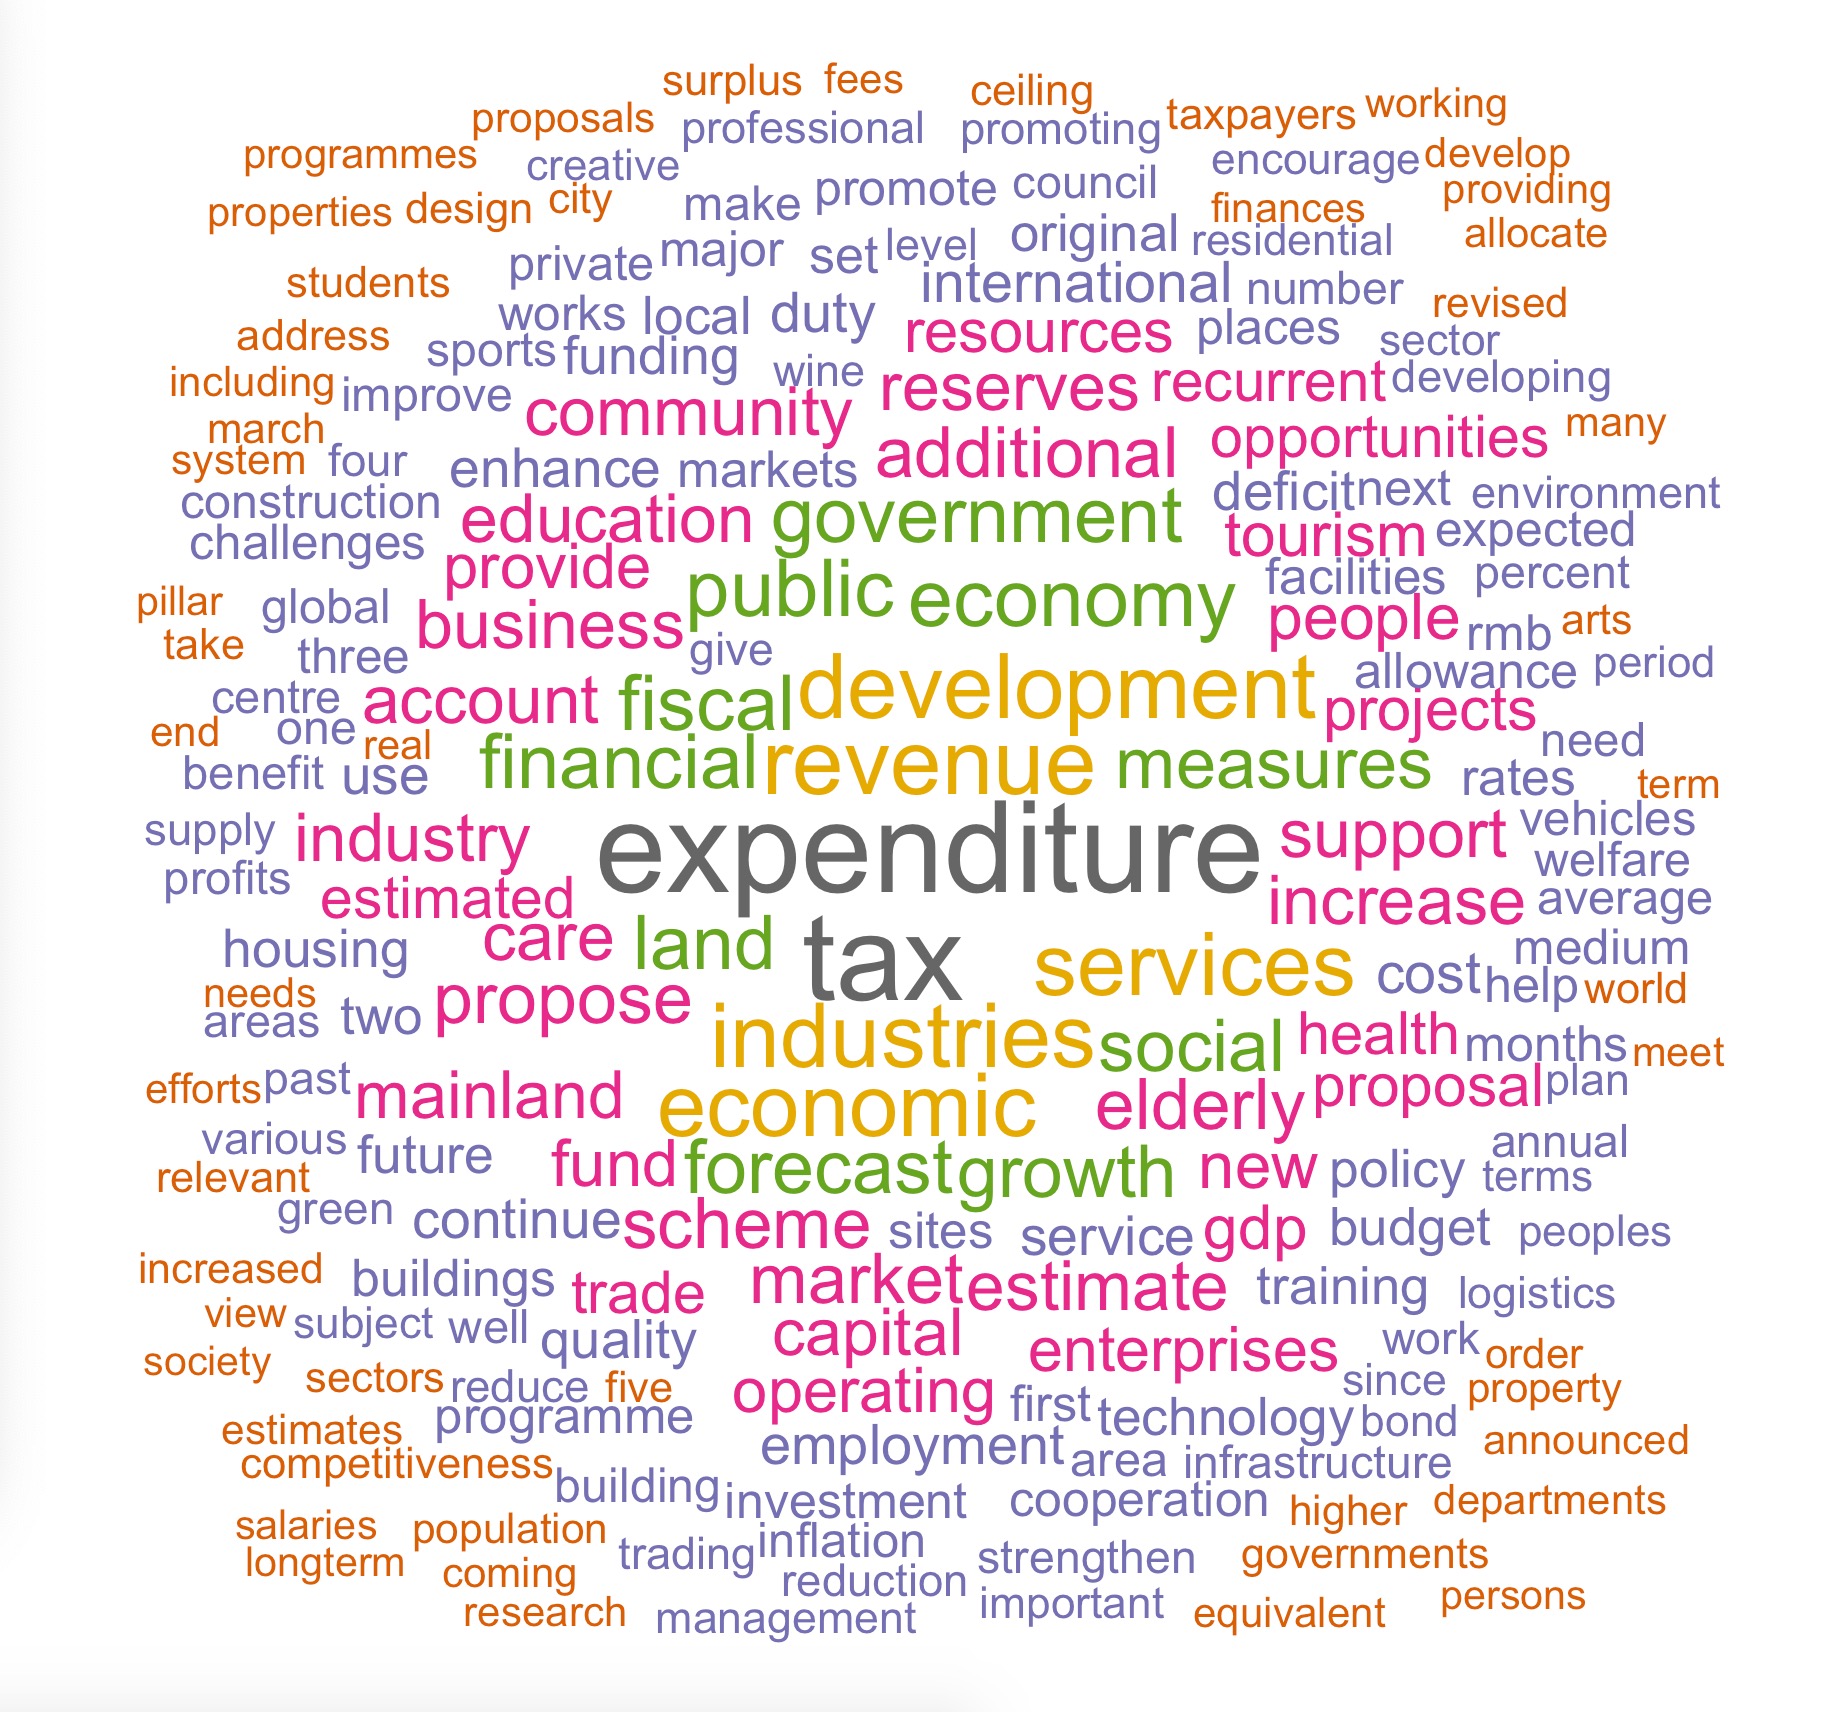 surplus fees ceiling
proposals professional promoting taxpayers working
programmes creative encourage develop
properties design city make promote council finances providing
private major set level original residential allocate
students international number revised
works local duty resources places
address sports funding wine sector
including improve community reserves recurrent developing
march additional opportunities many
system four enhance markets
construction education government deficit next environment
challenges provide tourism expected
public economy facilities percent
pillar global business people rmb arts
take three give allowance period
centre account fiscal development projects
end one real need
benefit use financial revenue measures rates term
supply industry expenditure support vehicles
profits estimated increase welfare
average
housing care land tax services cost medium
needs help world
areas two propose
industries social health months meet
efforts past mainland economic elderly proposal plan
various future annual
relevant fund forecast growth new policy terms
green continue scheme sites service gdp budget peoples
increased buildings trade market estimate training logistics
view subject well quality capital enterprises work
society order
sectors reduce five operating first since property
estimates programme technology bond
competitiveness employment area infrastructure announced
building investment cooperation higher departments
salaries population inflation
longterm coming trading reduction strengthen governments
research management important equivalent persons